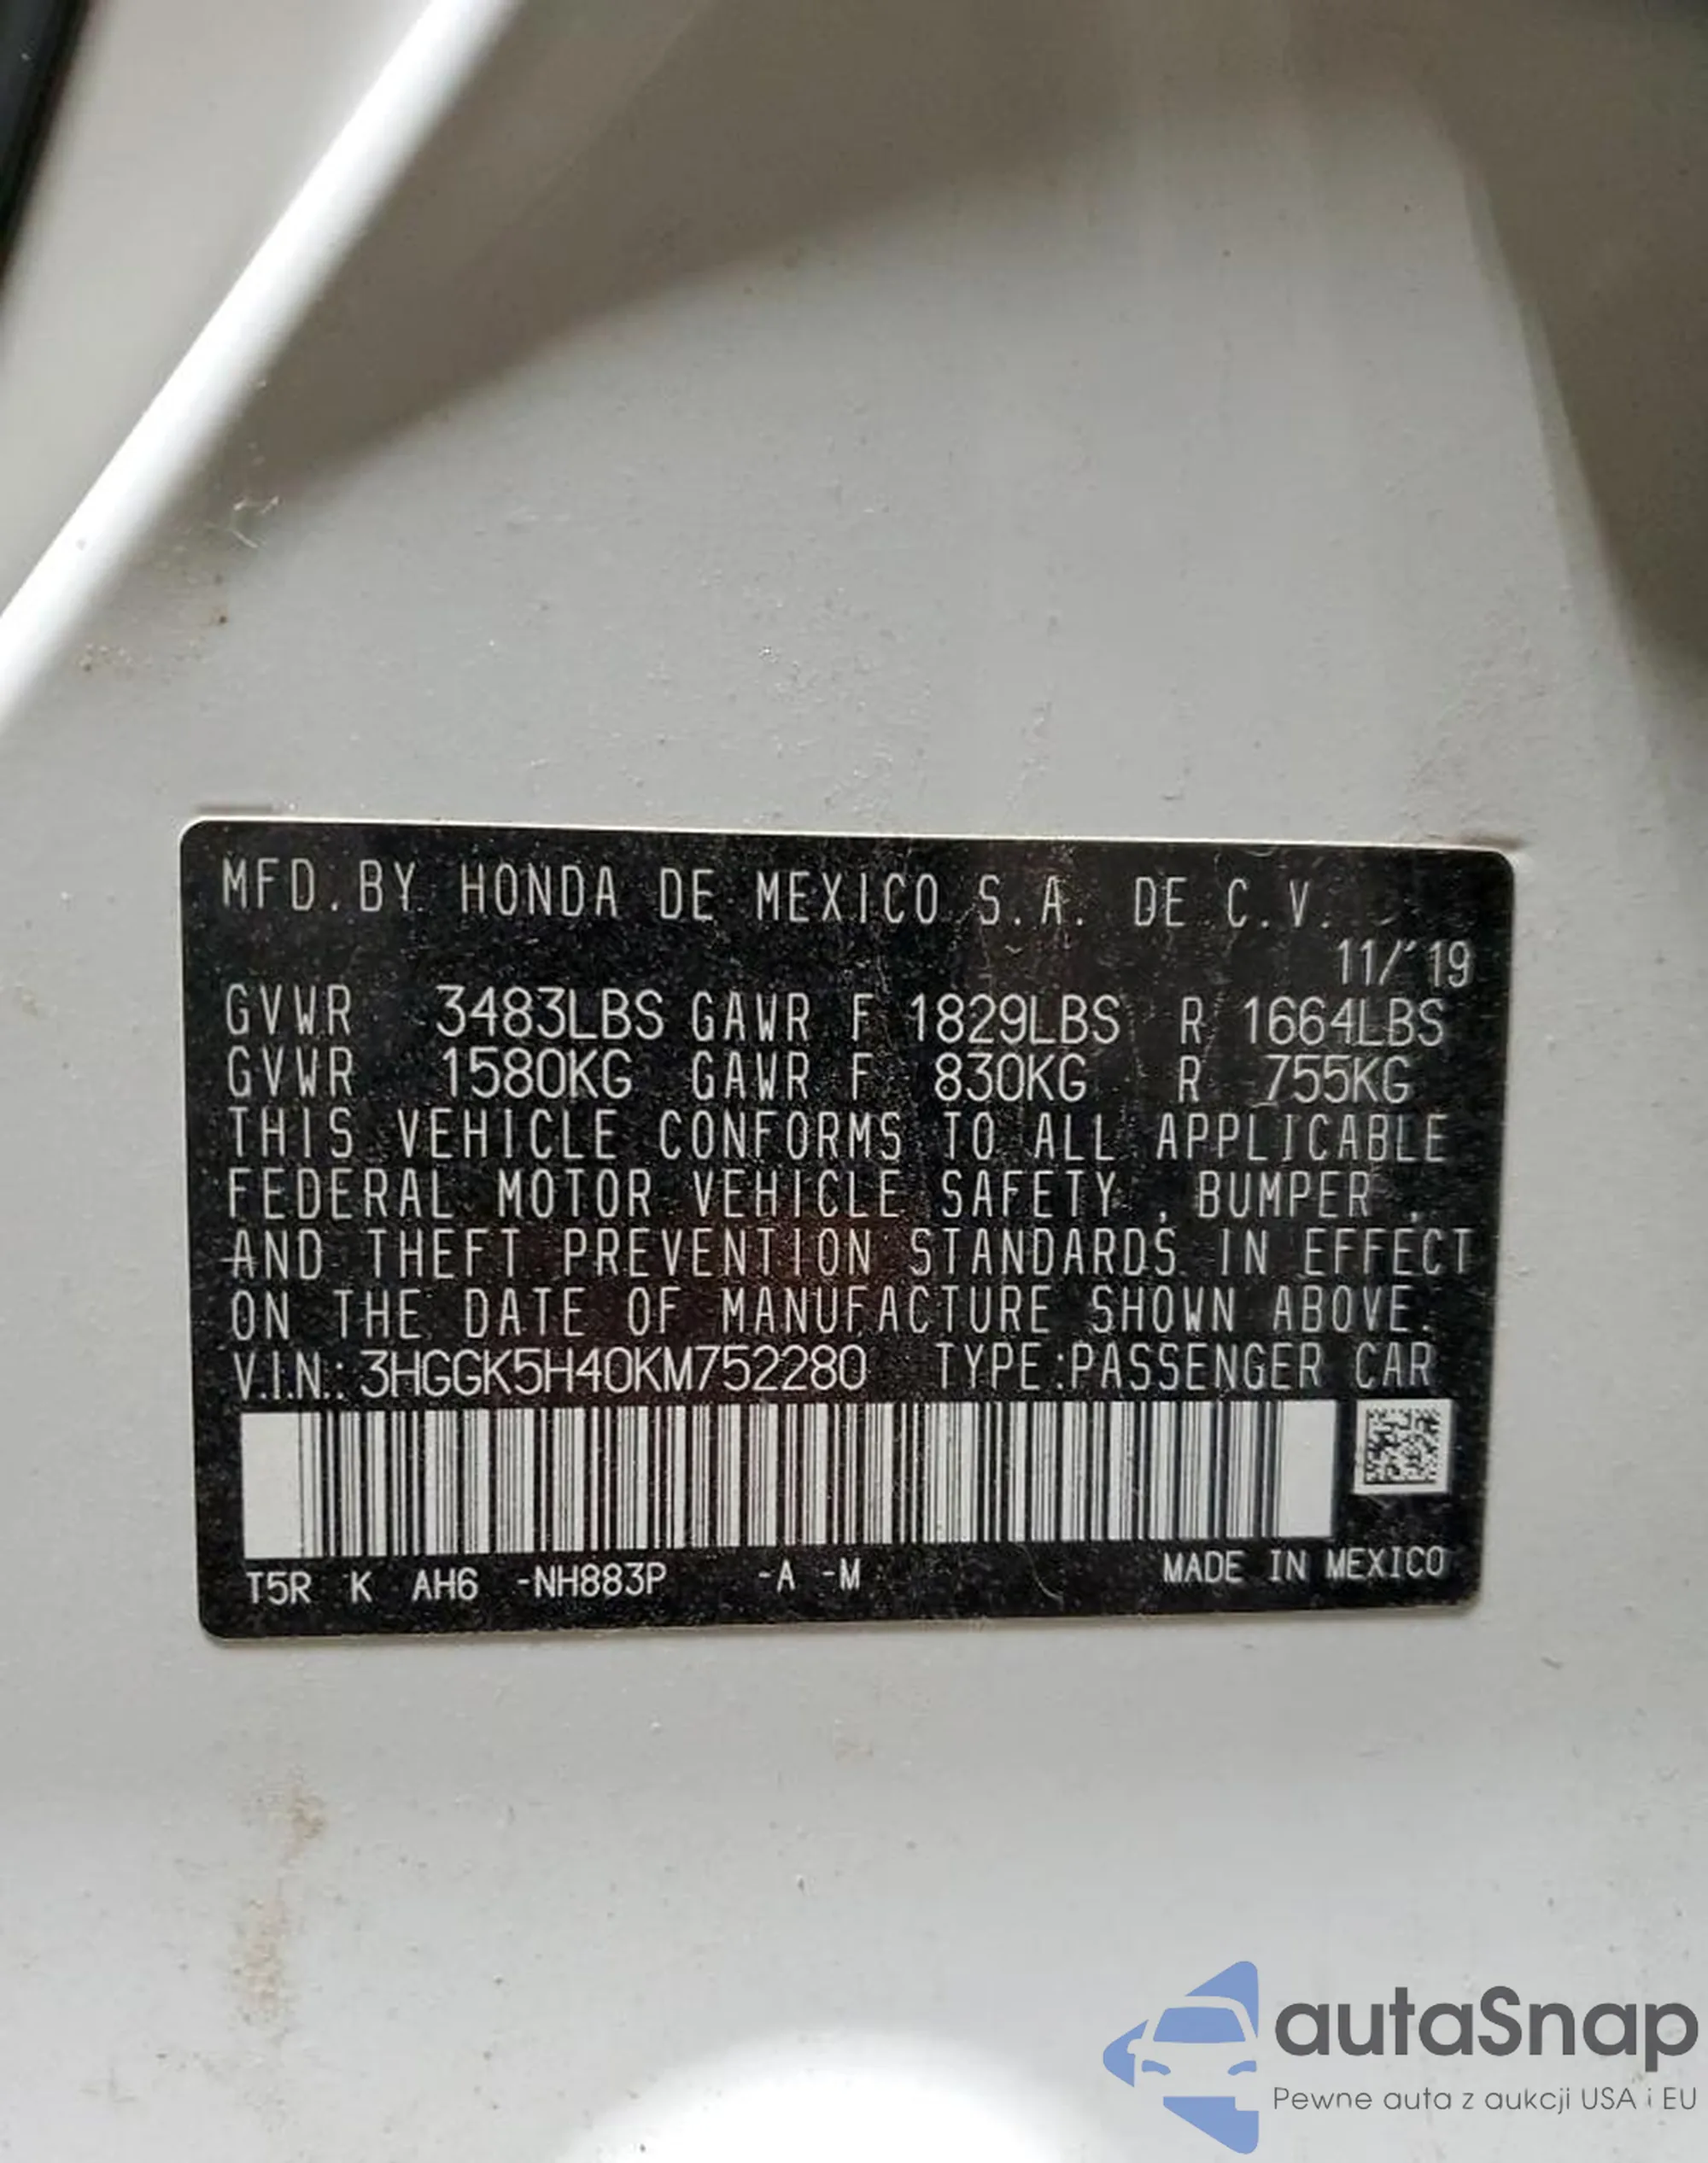 MFD. BY HONDA DE MEXICO S.A. DE C.V.
11/'19
GVWR 3483LBS GAWR F 1829LBS R 1664LBS
GVWR 1580KG GAWR F 830KG R 755KG
THIS VEHICLE CONFORMS TO ALL APPLICABLE
FEDERAL MOTOR VEHICLE SAFETY, BUMPER,
AND THEFT PREVENTION STANDARDS IN EFFECT
ON THE DATE OF MANUFACTURE SHOWN ABOVE.
V.I.N.: 3HGGK5H40KM752280 TYPE:PASSENGER CAR
T5R K AH6 -NH883P -A -M MADE IN MEXICO
autaSnap
Pewne auta z aukcji USA i EU